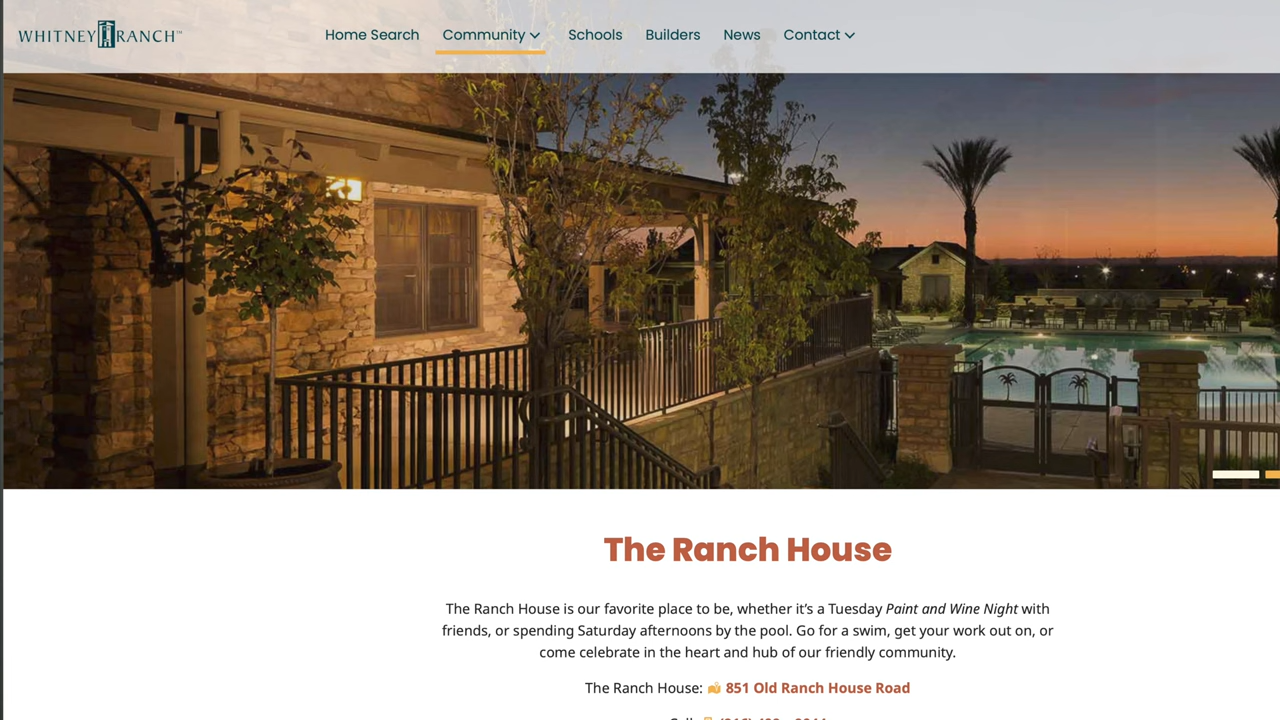 WHITNEY RANCH™
Home Search Community Schools Builders News Contact
The Ranch House
The Ranch House is our favorite place to be, whether it's a Tuesday Paint and Wine Night with
friends, or spending Saturday afternoons by the pool. Go for a swim, get your work out on, or
come celebrate in the heart and hub of our friendly community.
The Ranch House: 851 Old Ranch House Road